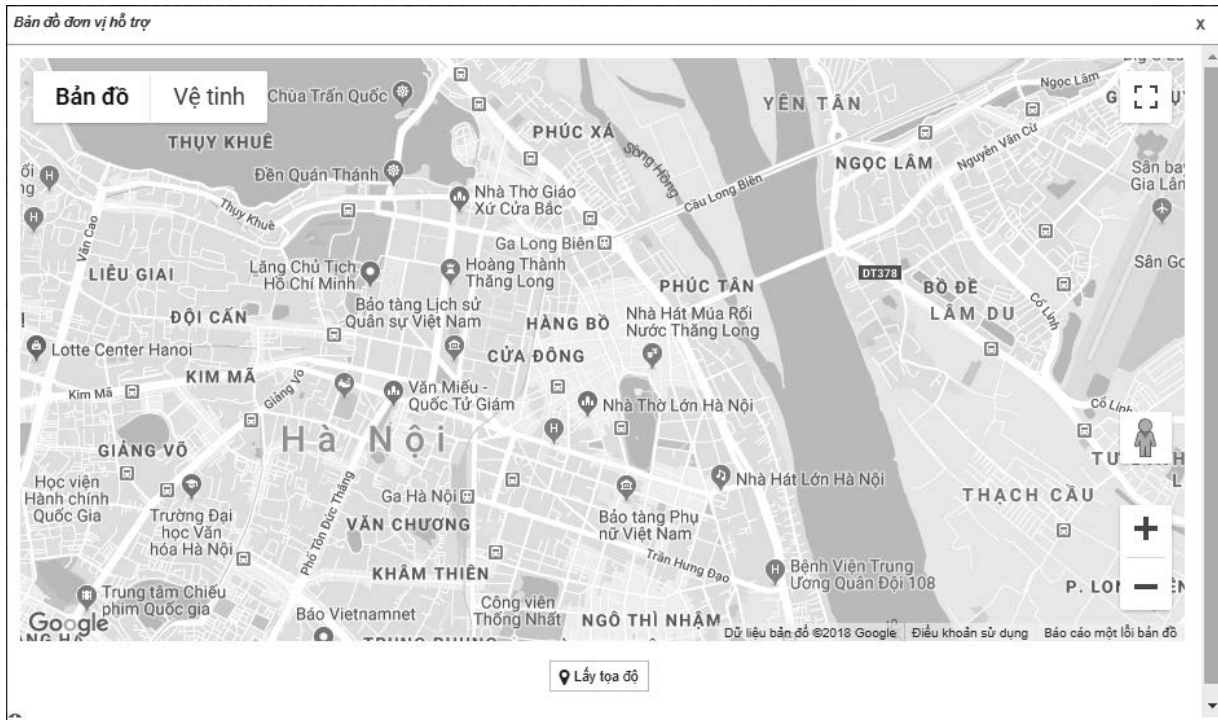 Bản đồ đơn vị hỗ trợ
X
Bản đồ
Vệ tinh
Chùa Trấn Quốc
YÊN TÂN
Ngọc Lâm
THỤY KHUÊ
PHÚC XÁ
Sông Hồng
NGỌC LÂM
Nguyễn Văn Cừ
Đền Quán Thánh
Cầu Long Biên
Sân bay
Gia Lâm
Nhà Thờ Giáo
Xứ Cửa Bắc
Thụy Khuê
Văn Cao
Ga Long Biên
LIỄU GIAI
Lăng Chủ Tịch
Hồ Chí Minh
Hoàng Thành
Thăng Long
PHÚC TÂN
DT378
BỒ ĐỀ
Cổ Linh
LÂM DU
Bảo tàng Lịch sử
Quân sự Việt Nam
ĐỘI CẤN
HÀNG BỒ
Nhà Hát Múa Rối
Nước Thăng Long
Lotte Center Hanoi
CỬA ĐÔNG
KIM MÃ
Kim Mã
Giảng Võ
Văn Miếu -
Quốc Tử Giám
Nhà Thờ Lớn Hà Nội
Cổ Linh
Hà Nội
GIẢNG VÕ
Học viện
Hành chính
Quốc Gia
Nhà Hát Lớn Hà Nội
THẠCH CẦU
Ga Hà Nội
Phố Tôn Đức Thắng
Trường Đại
học Văn
hóa Hà Nội
VĂN CHƯƠNG
Bảo tàng Phụ
nữ Việt Nam
Trần Hưng Đạo
KHÂM THIÊN
Bệnh Viện Trung
Ương Quân Đội 108
Trung tâm Chiếu
phim Quốc gia
Công viên
Thống Nhất
Báo Vietnamnet
NGÔ THÌ NHẬM
Google
Dữ liệu bản đồ ©2018 Google
Điều khoản sử dụng
Báo cáo một lỗi bản đồ
Lấy tọa độ